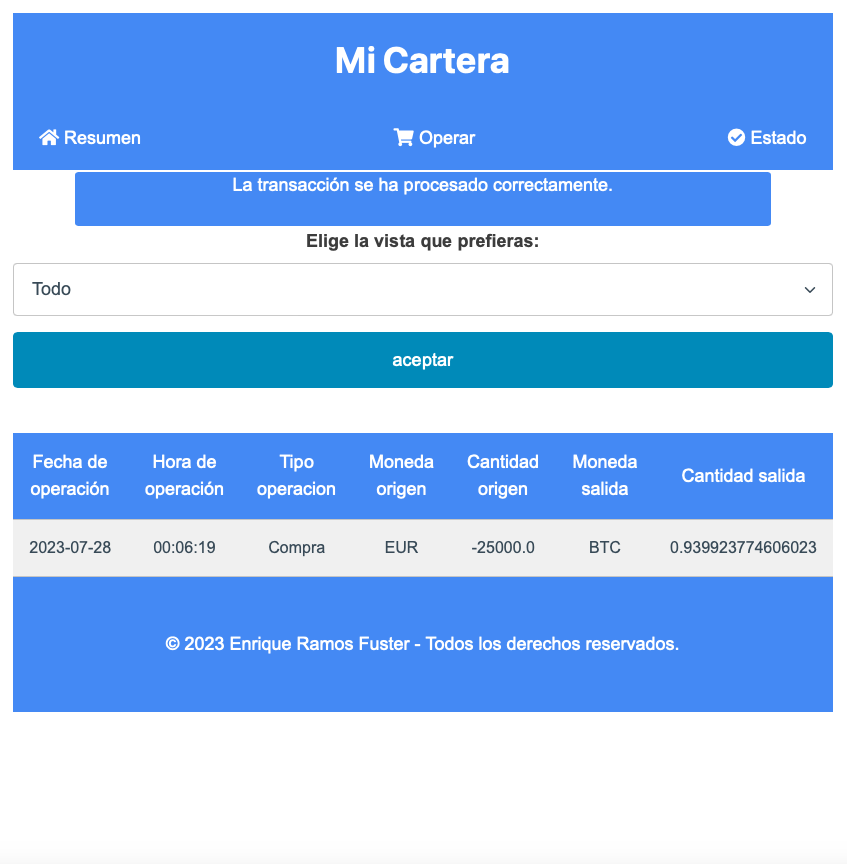 Mi Cartera
Resumen
Operar
Estado
La transacción se ha procesado correctamente.
Elige la vista que prefieras:
Todo
aceptar
Fecha de operación
Hora de operación
Tipo operacion
Moneda origen
Cantidad origen
Moneda salida
Cantidad salida
2023-07-28
00:06:19
Compra
EUR
-25000.0
BTC
0.939923774606023
© 2023 Enrique Ramos Fuster - Todos los derechos reservados.